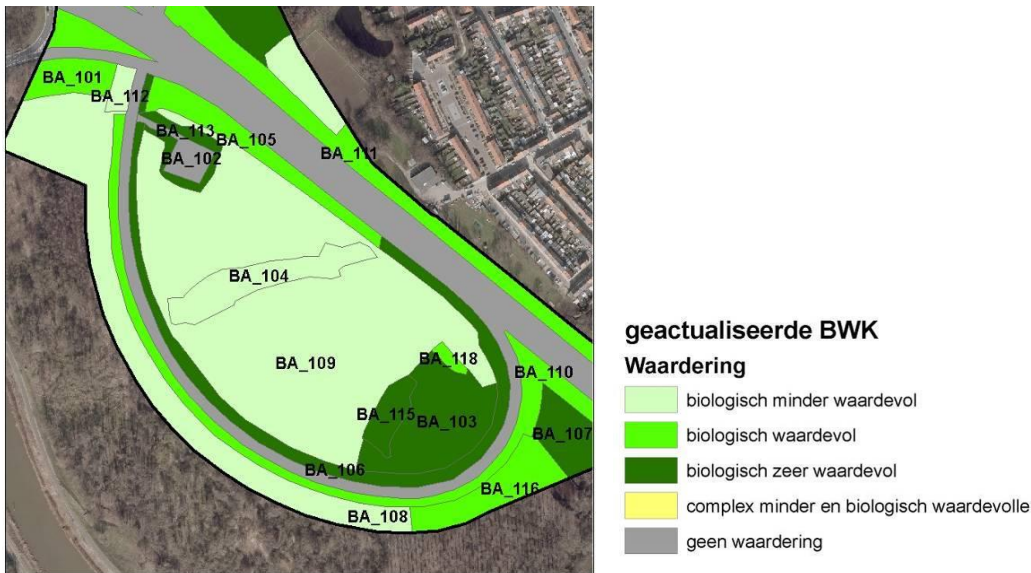 BA_101
BA_112
BA_113
BA_105
BA_102
BA_111
BA_104
BA_109
BA_118
BA_110
BA_115
BA_103
BA_107
BA_106
BA_116
BA_108
geactualiseerde BWK
Waardering
biologisch minder waardevol
biologisch waardevol
biologisch zeer waardevol
complex minder en biologisch waardevolle
geen waardering